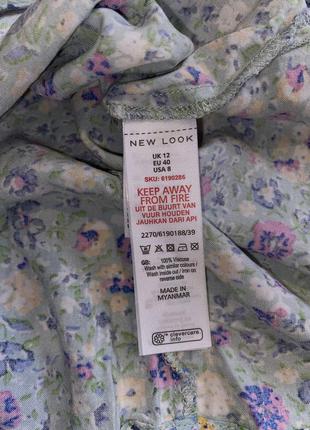 NEW LOOK
UK 12
EU 40
USA 8
SKU: 6190286
KEEP AWAY
FROM FIRE
UIT DE BUURT VAN
VUUR HOUDEN
JAUHKAN DARI API
2270/6190188/39
GB: 100% Viscose
Wash with similar colours /
Wash inside out / Iron on
reverse side
MADE IN
MYANMAR
clevercare.
info